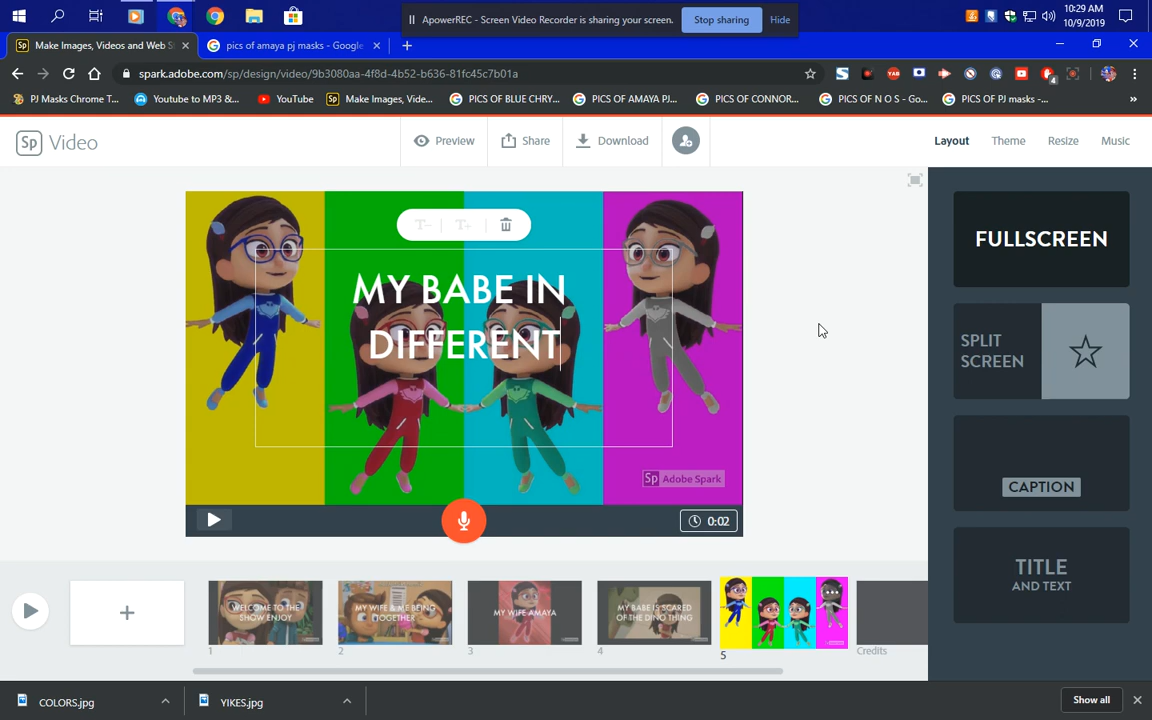 ApowerREC - Screen Video Recorder is sharing your screen.
Stop sharing
Hide
10:29 AM
10/9/2019
Make Images, Videos and Web S
pics of amaya pj masks - Google
spark.adobe.com/sp/design/video/9b3080aa-4f8d-4b52-b636-81fc45c7b01a
YAB
4
PJ Masks Chrome T...
Youtube to MP3 &...
YouTube
Make Images, Vide...
PICS OF BLUE CHRY...
PICS OF AMAYA PJ...
PICS OF CONNOR...
PICS OF N O S - Go...
PICS OF PJ masks -...
Sp Video
Preview
Share
Download
Layout
Theme
Resize
Music
T-
T+
MY BABE IN
DIFFERENT
Sp Adobe Spark
0:02
FULLSCREEN
SPLIT
SCREEN
CAPTION
TITLE
AND TEXT
WELCOME TO THE
SHOW ENJOY
MY WIFE & ME BEING
TOGETHER
MY WIFE AMAYA
MY BABE IS SCARED
OF THE DINO THING
1
2
3
4
5
Credits
COLORS.jpg
YIKES.jpg
Show all